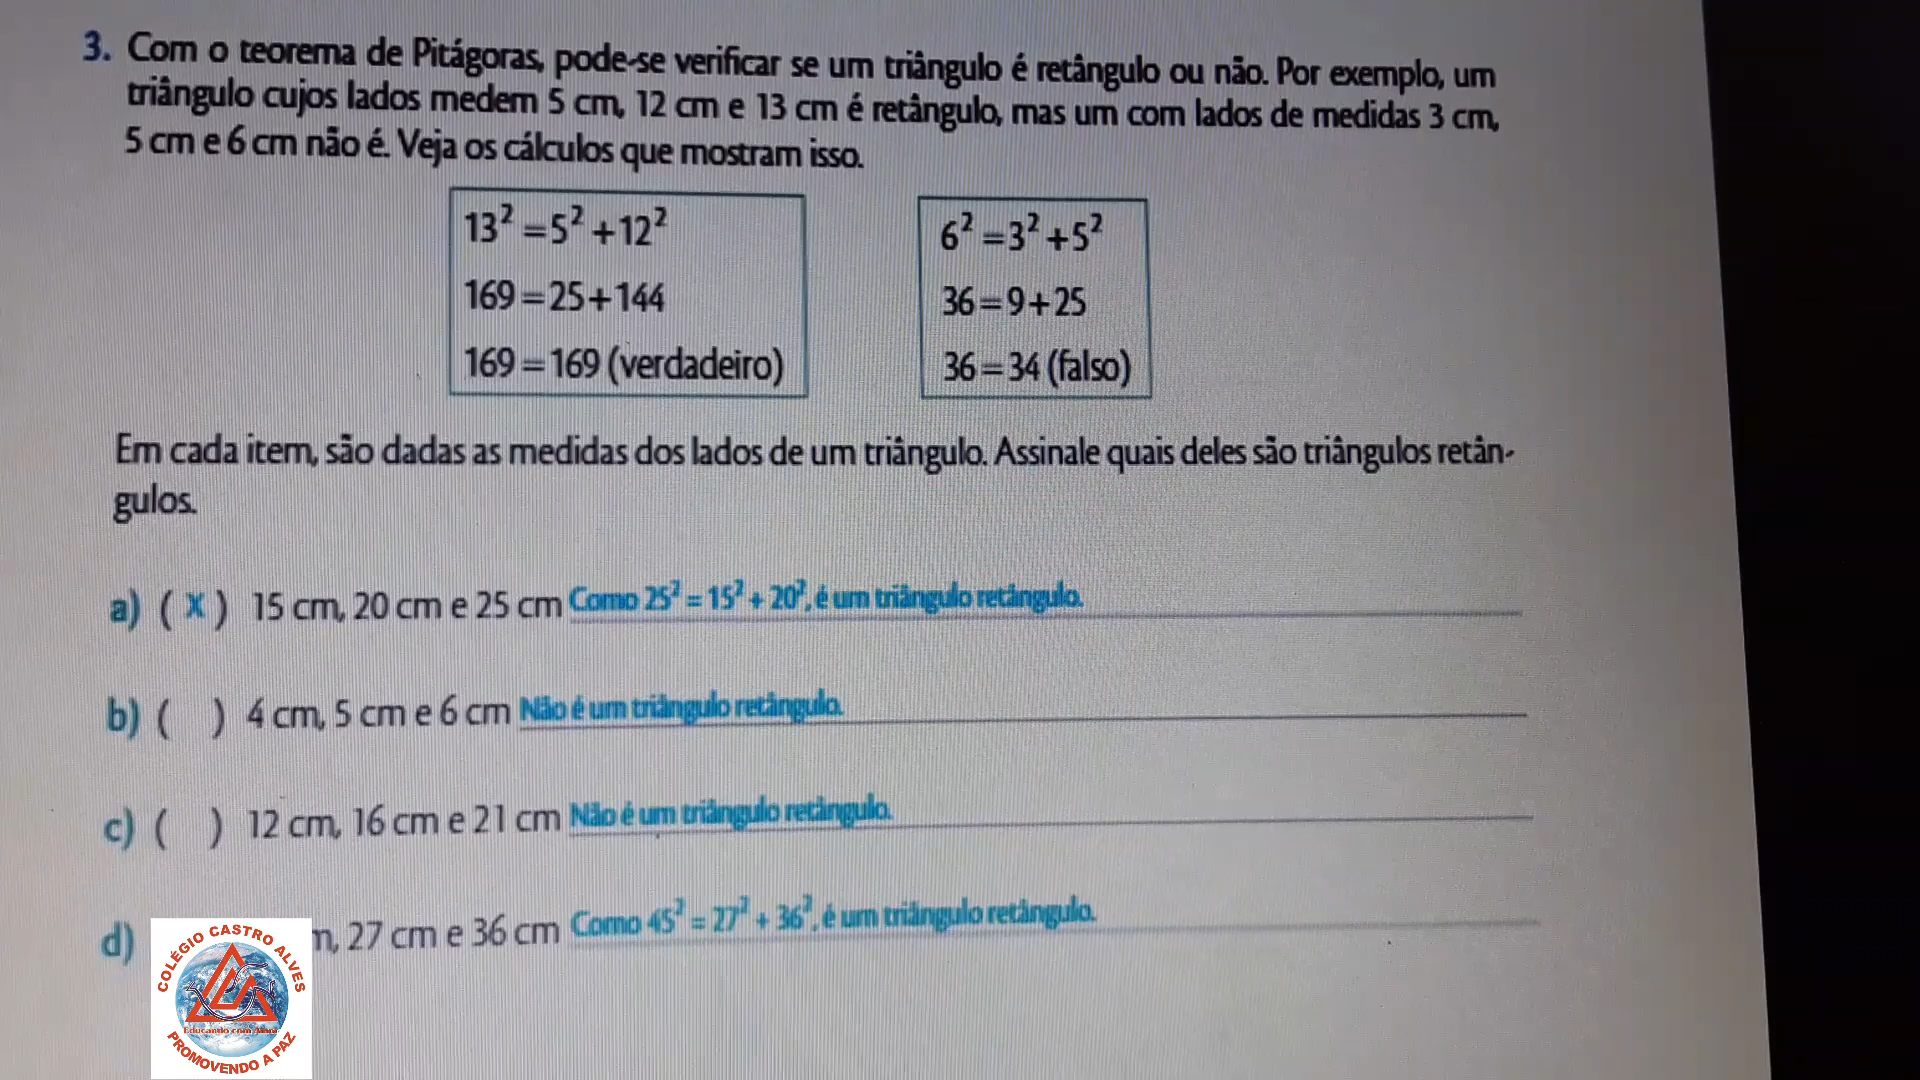 3. Com o teorema de Pitágoras, pode-se verificar se um triângulo é retângulo ou não. Por exemplo, um
triângulo cujos lados medem 5 cm, 12 cm e 13 cm é retângulo, mas um com lados de medidas 3 cm,
5 cm e 6 cm não é. Veja os cálculos que mostram isso.
13² = 5² + 12²
169 = 25 + 144
169 = 169 (verdadeiro)
6² = 3² + 5²
36 = 9 + 25
36 = 34 (falso)
Em cada item, são dadas as medidas dos lados de um triângulo. Assinale quais deles são triângulos retân-
gulos.
a) ( x ) 15 cm, 20 cm e 25 cm Como 25² = 15² + 20², é um triângulo retângulo.
b) (   ) 4 cm, 5 cm e 6 cm Não é um triângulo retângulo.
c) (   ) 12 cm, 16 cm e 21 cm Não é um triângulo retângulo.
d) m, 27 cm e 36 cm Como 45² = 27² + 36², é um triângulo retângulo.
COLÉGIO CASTRO ALVES
Educando com Amor
PROMOVENDO A PAZ